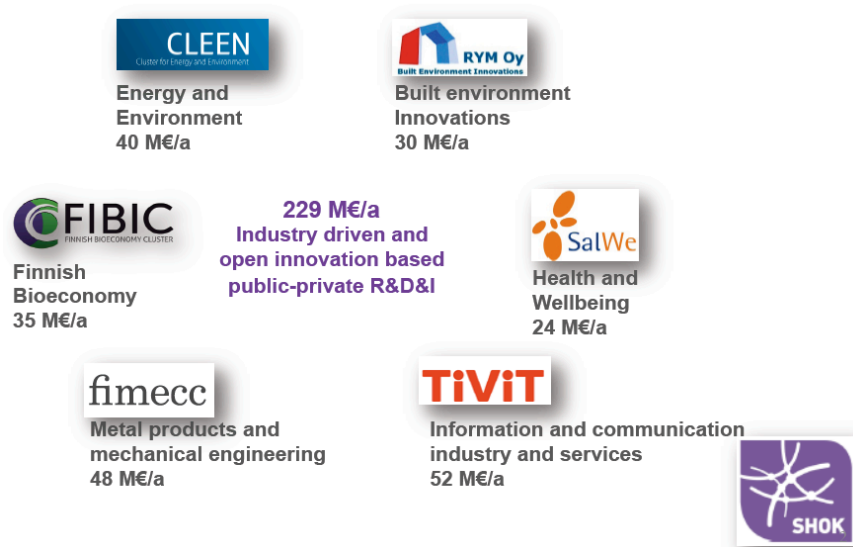 CLEEN
Cluster for Energy and Environment
Energy and
Environment
40 M€/a
RYM Oy
Built Environment Innovations
Built environment
Innovations
30 M€/a
FIBIC
FINNISH BIOECONOMY CLUSTER
Finnish
Bioeconomy
35 M€/a
229 M€/a
Industry driven and
open innovation based
public-private R&D&I
SalWe
Health and
Wellbeing
24 M€/a
fimecc
Metal products and
mechanical engineering
48 M€/a
TiViT
Information and communication
industry and services
52 M€/a
SHOK